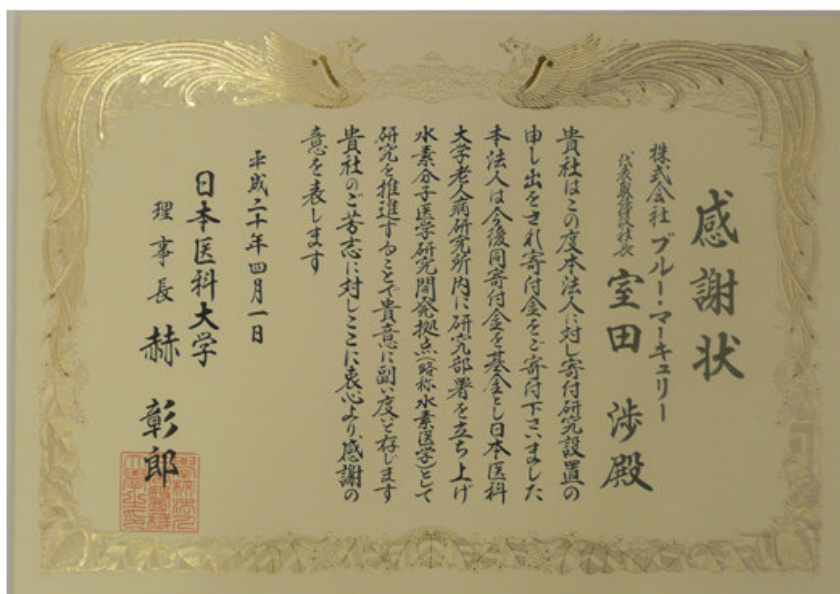 感謝状
株式会社 ブルー・マーキュリー
代表取締役社長 室田 渉殿
貴社はこの度本法人に対し寄付研究設置の
申し出をされ寄付金をご寄付下さいました
本法人は今後同寄付金を基金とし日本医科
大学老人病研究所内に研究部署を立ち上げ
水素分子医学研究開発拠点(略称水素医学)として
研究を推進することで貴意に副い度いと存じます
貴社のご芳志に対しここに衷心より感謝の
意を表します
平成二十年四月一日
日本医科大学
理事長 赫 彰郎